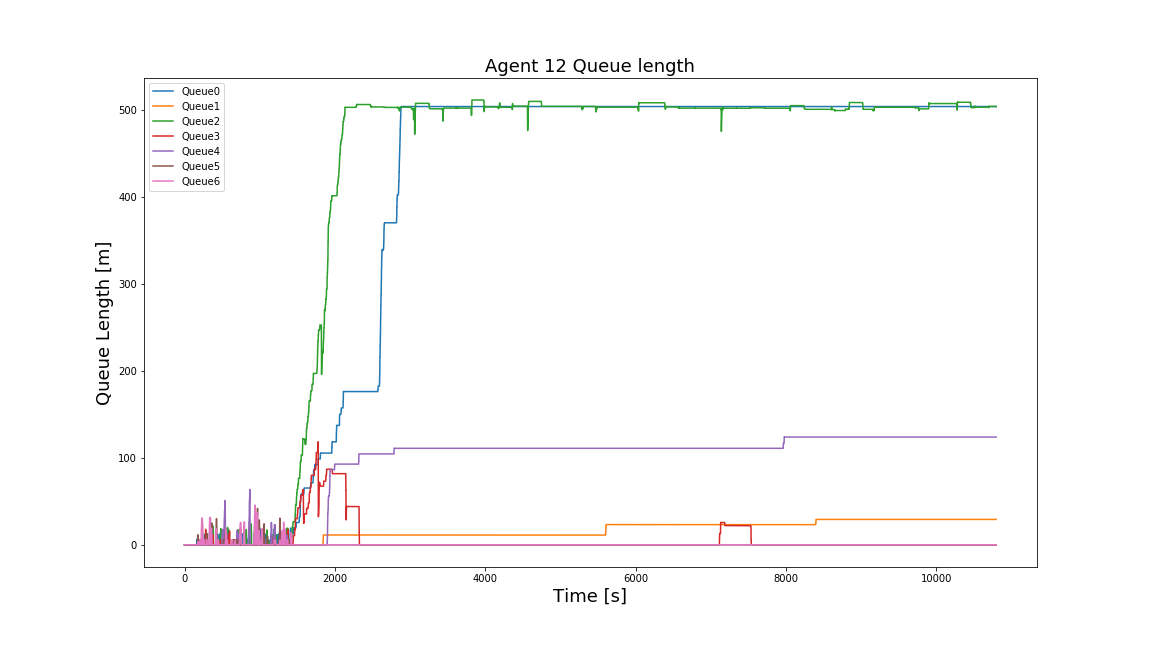 Agent 12 Queue length
Queue0
Queue1
Queue2
Queue3
Queue4
Queue5
Queue6
500
400
300
200
100
0
Queue Length [m]
0 2000 4000 6000 8000 10000
Time [s]